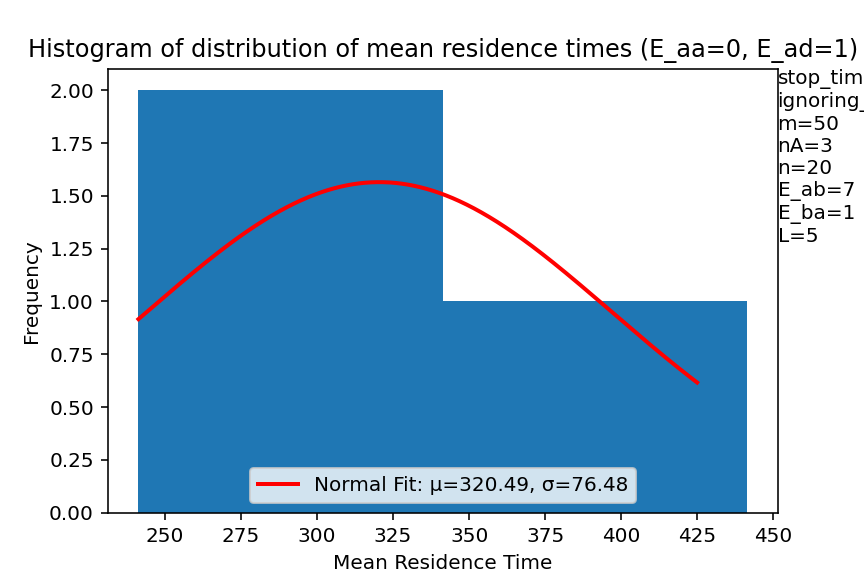 Histogram of distribution of mean residence times (E_aa=0, E_ad=1)
stop_tim
ignoring_
m=50
nA=3
n=20
E_ab=7
E_ba=1
L=5
Frequency
2.00
1.75
1.50
1.25
1.00
0.75
0.50
0.25
0.00
Normal Fit: μ=320.49, σ=76.48
250 275 300 325 350 375 400 425 450
Mean Residence Time